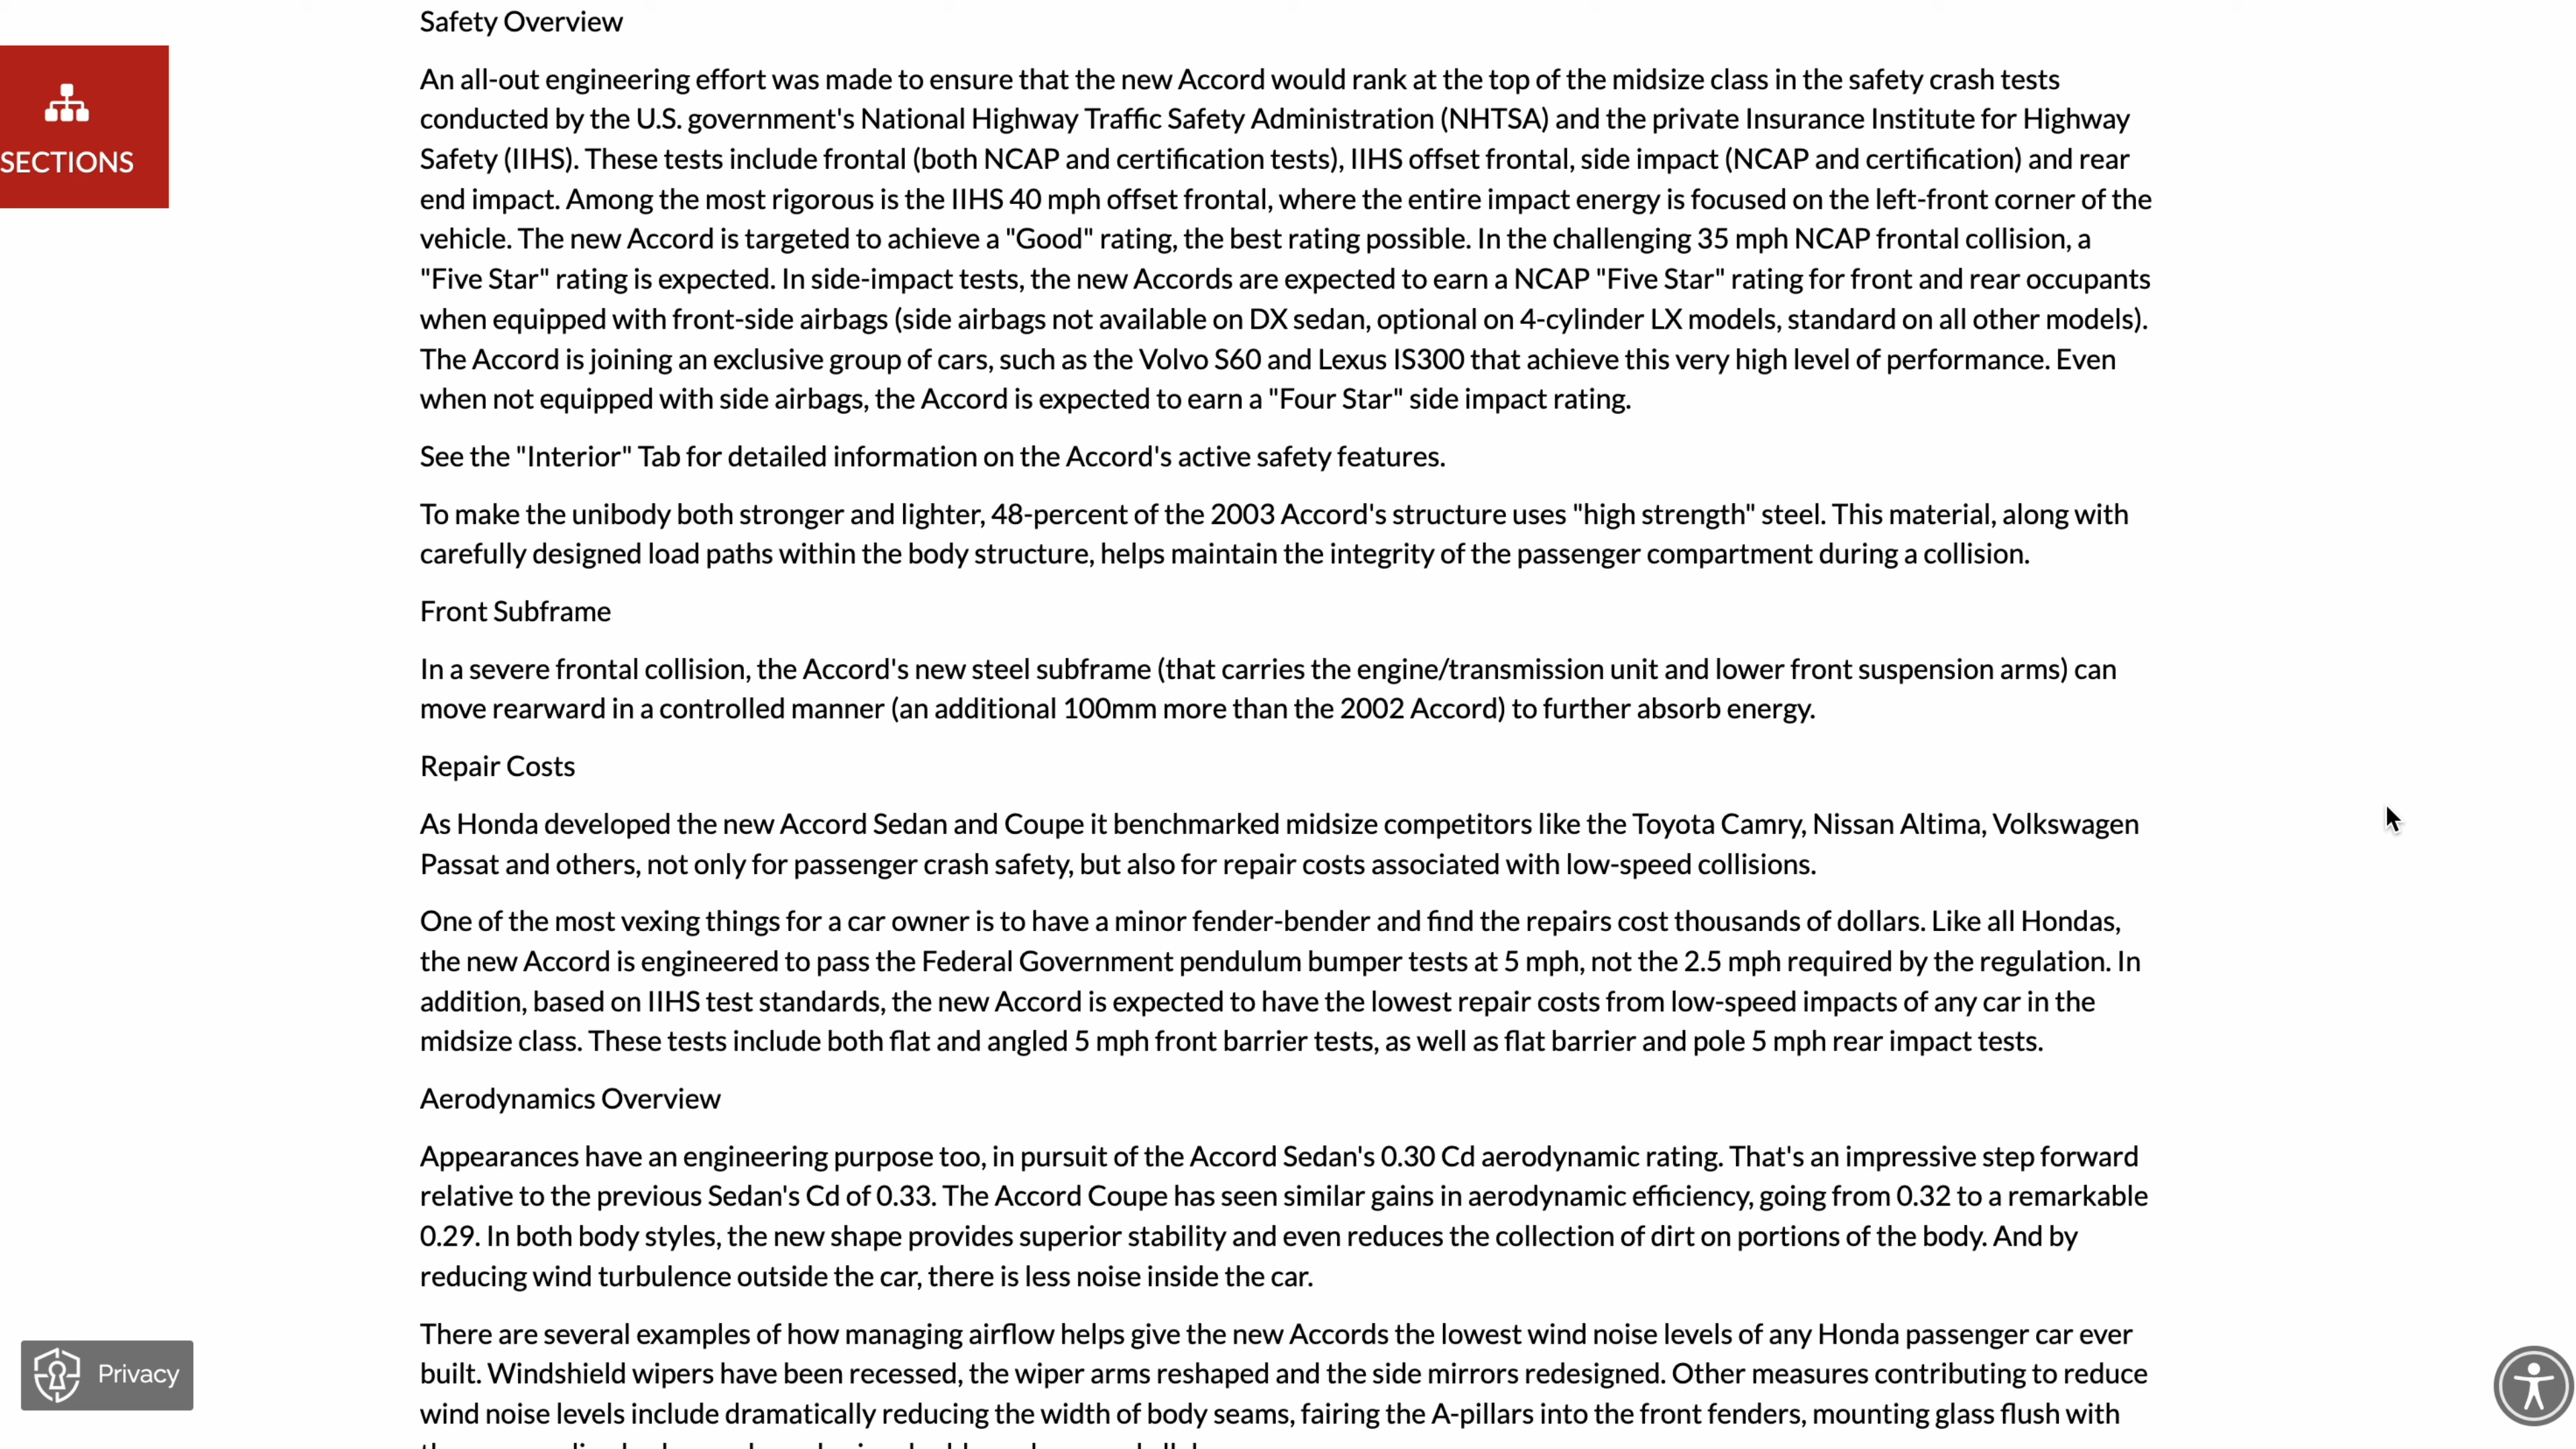 Safety Overview
SECTIONS
An all-out engineering effort was made to ensure that the new Accord would rank at the top of the midsize class in the safety crash tests
conducted by the U.S. government's National Highway Traffic Safety Administration (NHTSA) and the private Insurance Institute for Highway
Safety (IIHS). These tests include frontal (both NCAP and certification tests), IIHS offset frontal, side impact (NCAP and certification) and rear
end impact. Among the most rigorous is the IIHS 40 mph offset frontal, where the entire impact energy is focused on the left-front corner of the
vehicle. The new Accord is targeted to achieve a "Good" rating, the best rating possible. In the challenging 35 mph NCAP frontal collision, a
"Five Star" rating is expected. In side-impact tests, the new Accords are expected to earn a NCAP "Five Star" rating for front and rear occupants
when equipped with front-side airbags (side airbags not available on DX sedan, optional on 4-cylinder LX models, standard on all other models).
The Accord is joining an exclusive group of cars, such as the Volvo S60 and Lexus IS300 that achieve this very high level of performance. Even
when not equipped with side airbags, the Accord is expected to earn a "Four Star" side impact rating.
See the "Interior" Tab for detailed information on the Accord's active safety features.
To make the unibody both stronger and lighter, 48-percent of the 2003 Accord's structure uses "high strength" steel. This material, along with
carefully designed load paths within the body structure, helps maintain the integrity of the passenger compartment during a collision.
Front Subframe
In a severe frontal collision, the Accord's new steel subframe (that carries the engine/transmission unit and lower front suspension arms) can
move rearward in a controlled manner (an additional 100mm more than the 2002 Accord) to further absorb energy.
Repair Costs
As Honda developed the new Accord Sedan and Coupe it benchmarked midsize competitors like the Toyota Camry, Nissan Altima, Volkswagen
Passat and others, not only for passenger crash safety, but also for repair costs associated with low-speed collisions.
One of the most vexing things for a car owner is to have a minor fender-bender and find the repairs cost thousands of dollars. Like all Hondas,
the new Accord is engineered to pass the Federal Government pendulum bumper tests at 5 mph, not the 2.5 mph required by the regulation. In
addition, based on IIHS test standards, the new Accord is expected to have the lowest repair costs from low-speed impacts of any car in the
midsize class. These tests include both flat and angled 5 mph front barrier tests, as well as flat barrier and pole 5 mph rear impact tests.
Aerodynamics Overview
Appearances have an engineering purpose too, in pursuit of the Accord Sedan's 0.30 Cd aerodynamic rating. That's an impressive step forward
relative to the previous Sedan's Cd of 0.33. The Accord Coupe has seen similar gains in aerodynamic efficiency, going from 0.32 to a remarkable
0.29. In both body styles, the new shape provides superior stability and even reduces the collection of dirt on portions of the body. And by
reducing wind turbulence outside the car, there is less noise inside the car.
There are several examples of how managing airflow helps give the new Accords the lowest wind noise levels of any Honda passenger car ever
built. Windshield wipers have been recessed, the wiper arms reshaped and the side mirrors redesigned. Other measures contributing to reduce
wind noise levels include dramatically reducing the width of body seams, fairing the A-pillars into the front fenders, mounting glass flush with
Privacy